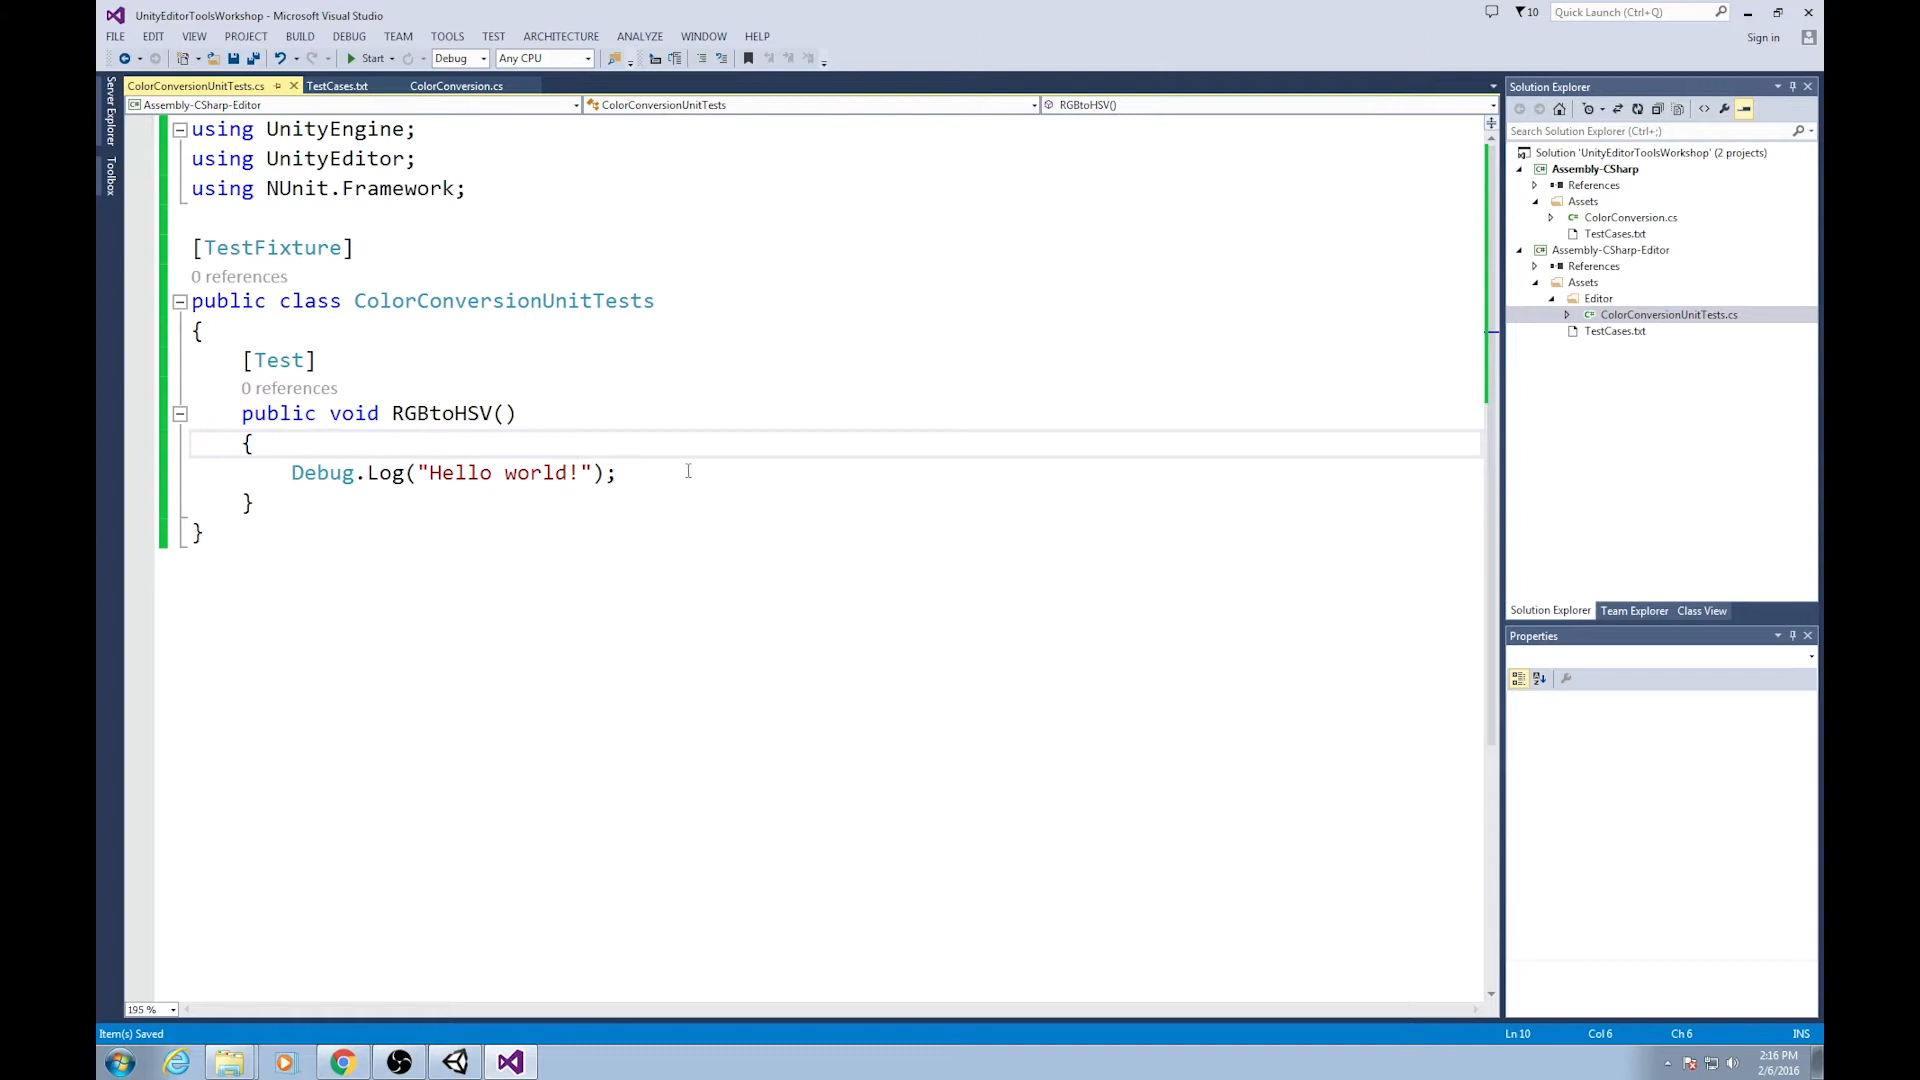 UnityEditorToolsWorkshop - Microsoft Visual Studio
10
Quick Launch (Ctrl+Q)
FILE EDIT VIEW PROJECT BUILD DEBUG TEAM TOOLS TEST ARCHITECTURE ANALYZE WINDOW HELP
Sign in
Start
Debug
Any CPU
Server Explorer
Toolbox
ColorConversionUnitTests.cs
TestCases.txt
ColorConversion.cs
Assembly-CSharp-Editor
ColorConversionUnitTests
RGBtoHSV()
using UnityEngine;
using UnityEditor;
using NUnit.Framework;
[TestFixture]
0 references
public class ColorConversionUnitTests
{
[Test]
0 references
public void RGBtoHSV()
{
Debug.Log("Hello world!");
}
}
195 %
Solution Explorer
Search Solution Explorer (Ctrl+;)
Solution 'UnityEditorToolsWorkshop' (2 projects)
Assembly-CSharp
References
Assets
ColorConversion.cs
TestCases.txt
Assembly-CSharp-Editor
References
Assets
Editor
ColorConversionUnitTests.cs
TestCases.txt
Solution Explorer
Team Explorer
Class View
Properties
Item(s) Saved
Ln 10
Col 6
Ch 6
INS
2:16 PM
2/6/2016